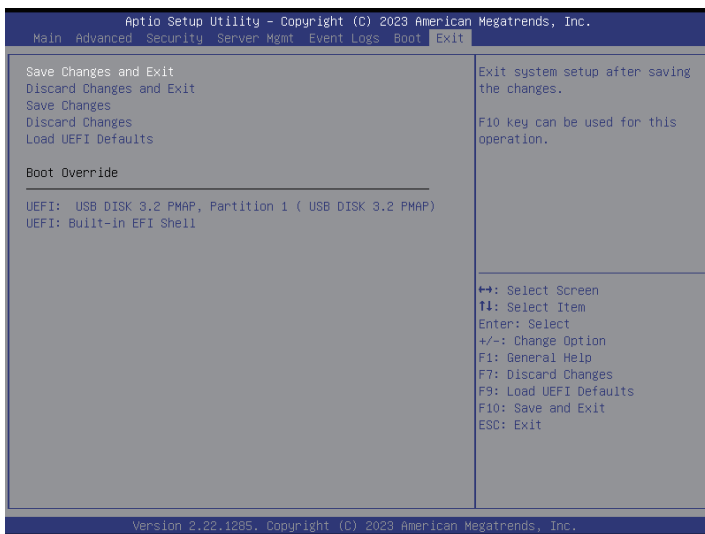 Aptio Setup Utility – Copyright (C) 2023 American Megatrends, Inc.
Main Advanced Security Server Mgmt Event Logs Boot Exit
Save Changes and Exit
Discard Changes and Exit
Save Changes
Discard Changes
Load UEFI Defaults
Boot Override
UEFI: USB DISK 3.2 PMAP, Partition 1 ( USB DISK 3.2 PMAP)
UEFI: Built-in EFI Shell
Exit system setup after saving
the changes.
F10 key can be used for this
operation.
↔: Select Screen
↑↓: Select Item
Enter: Select
+/-: Change Option
F1: General Help
F7: Discard Changes
F9: Load UEFI Defaults
F10: Save and Exit
ESC: Exit
Version 2.22.1285. Copyright (C) 2023 American Megatrends, Inc.